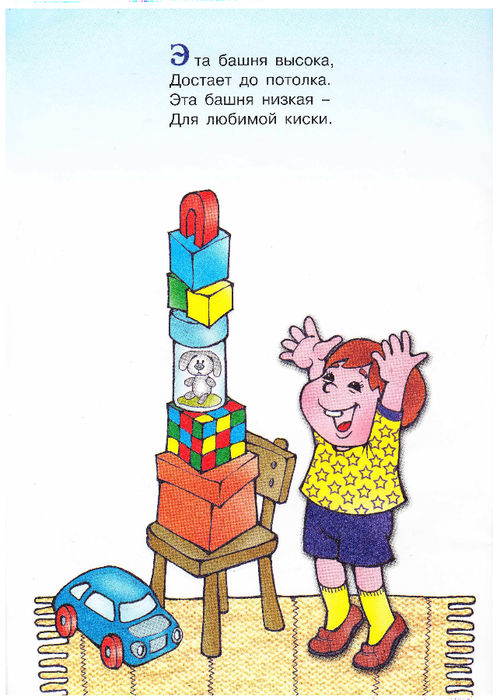 Эта башня высока,
Достает до потолка.
Эта башня низкая –
Для любимой киски.